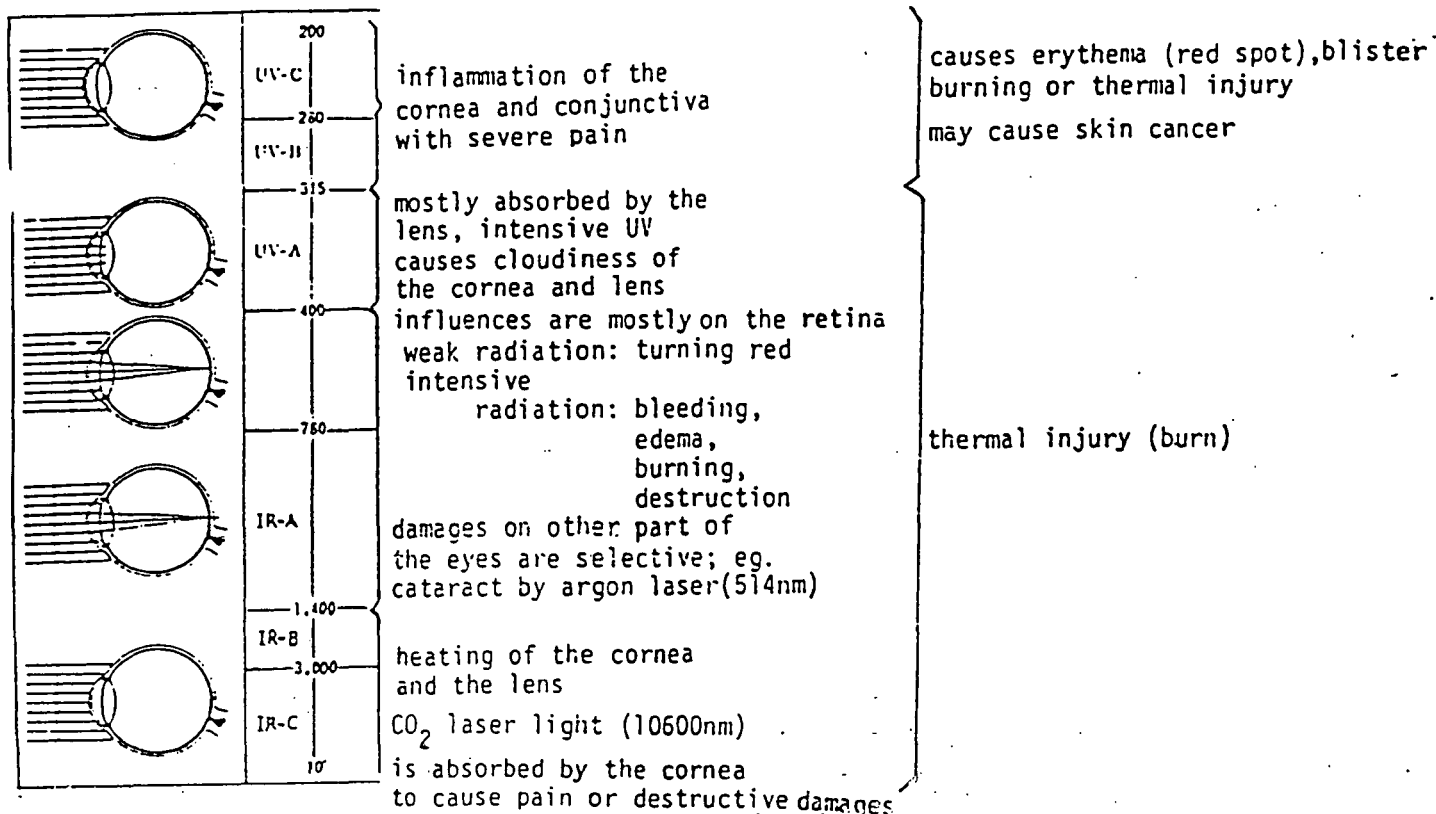 200
UV-C
inflammation of the
cornea and conjunctiva
with severe pain
260
UV-B
315
mostly absorbed by the
lens, intensive UV
causes cloudiness of
the cornea and lens
UV-A
400
influences are mostly on the retina
weak radiation: turning red
intensive
radiation: bleeding,
edema,
burning,
destruction
760
IR-A
damages on other part of
the eyes are selective; eg.
cataract by argon laser(514nm)
1,400
IR-B
3,000
heating of the cornea
and the lens
IR-C
CO2 laser light (10600nm)
is absorbed by the cornea
to cause pain or destructive damages
10
causes erythema (red spot),blister
burning or thermal injury
may cause skin cancer
thermal injury (burn)